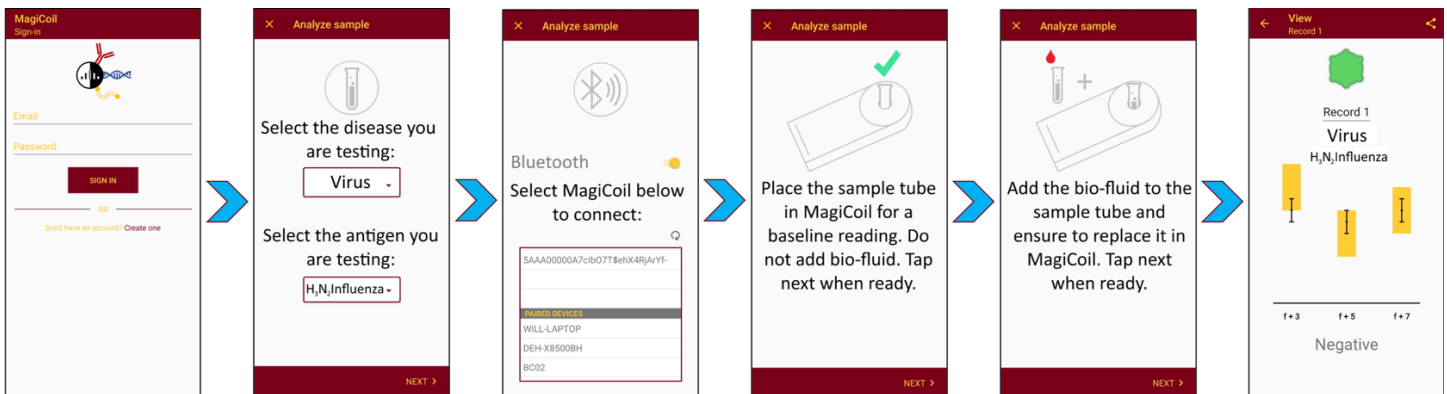 MagiCoil
Sign-in
Email
Password
SIGN IN
OR
Don't have an account? Create one
Analyze sample
Select the disease you
are testing:
Virus
Select the antigen you
are testing:
H₃N₂Influenza
NEXT >
Analyze sample
Bluetooth
Select MagiCoil below
to connect:
5AAA00000A7cIbO7T$ehX4RjArYf-
PAIRED DEVICES
WILL-LAPTOP
DEH-X8500BH
BC02
Analyze sample
Place the sample tube
in MagiCoil for a
baseline reading. Do
not add bio-fluid. Tap
next when ready.
NEXT >
Analyze sample
Add the bio-fluid to the
sample tube and
ensure to replace it in
MagiCoil. Tap next
when ready.
NEXT >
View
Record 1
Record 1
Virus
H₃N₂Influenza
f+3 f+5 f+7
Negative